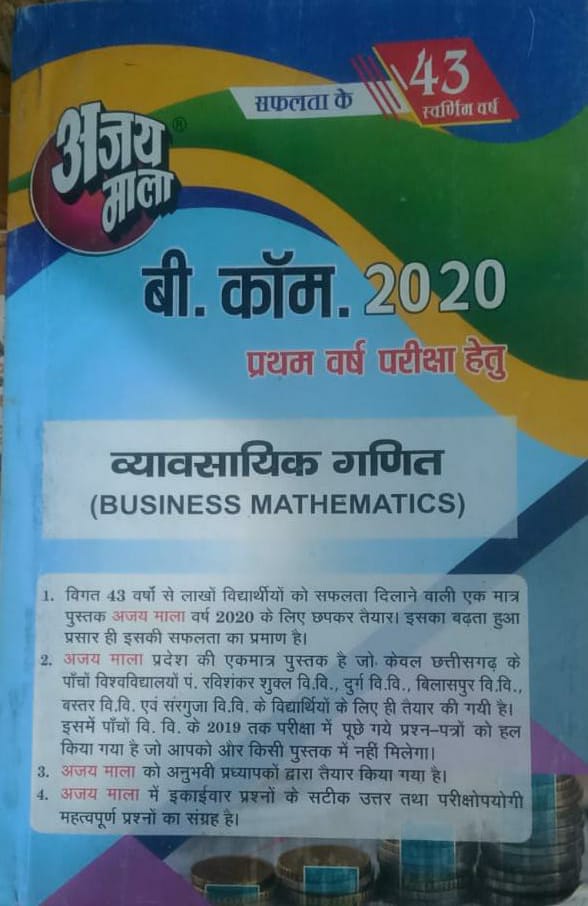 सफलता के 43
स्वर्णिम वर्ष
अजय ®
माला
बी. कॉम. 2020
प्रथम वर्ष परीक्षा हेतु
व्यावसायिक गणित
(BUSINESS MATHEMATICS)
1. विगत 43 वर्षो से लाखों विद्यार्थीयों को सफलता दिलाने वाली एक मात्र
पुस्तक अजय माला वर्ष 2020 के लिए छपकर तैयार। इसका बढ़ता हुआ
प्रसार ही इसकी सफलता का प्रमाण है।
2. अजय माला प्रदेश की एकमात्र पुस्तक है जो केवल छत्तीसगढ़ के
पाँचों विश्वविद्यालयों पं. रविशंकर शुक्ल वि.वि., दुर्ग वि.वि., बिलासपुर वि.वि.,
बस्तर वि.वि. एवं सरगुजा वि.वि. के विद्यार्थियों के लिए ही तैयार की गयी है।
इसमें पाँचों वि. वि. के 2019 तक परीक्षा में पूछे गये प्रश्न-पत्रों को हल
किया गया है जो आपको ओर किसी पुस्तक में नहीं मिलेगा।
3. अजय माला को अनुभवी प्रध्यापकों द्वारा तैयार किया गया है।
4. अजय माला में इकाईवार प्रश्नों के सटीक उत्तर तथा परीक्षोपयोगी
महत्वपूर्ण प्रश्नों का संग्रह है।